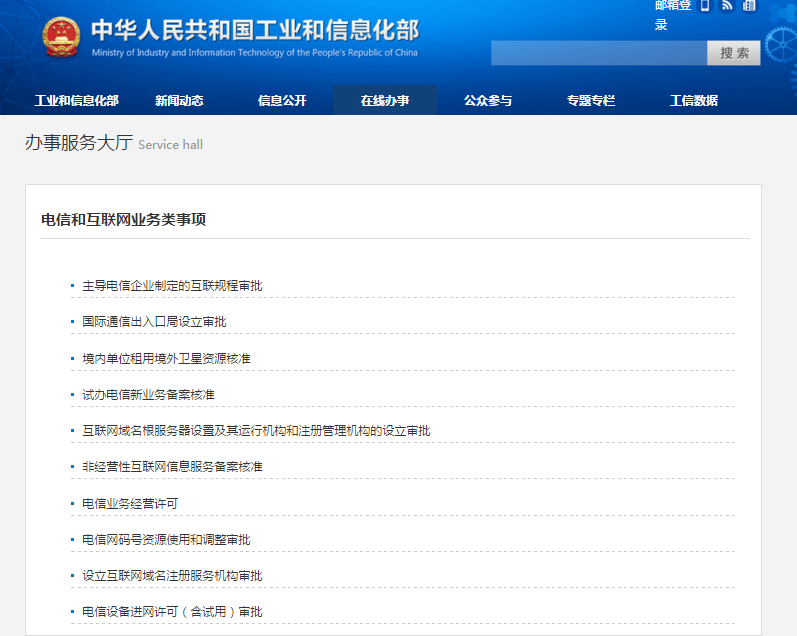 邮箱登
录
中华人民共和国工业和信息化部
Ministry of Industry and Information Technology of the People's Republic of China
搜 索
工业和信息化部 新闻动态 信息公开 在线办事 公众参与 专题专栏 工信数据
办事服务大厅 Service hall
电信和互联网业务类事项
主导电信企业制定的互联规程审批
国际通信出入口局设立审批
境内单位租用境外卫星资源核准
试办电信新业务备案核准
互联网域名根服务器设置及其运行机构和注册管理机构的设立审批
非经营性互联网信息服务备案核准
电信业务经营许可
电信网码号资源使用和调整审批
设立互联网域名注册服务机构审批
电信设备进网许可（含试用）审批